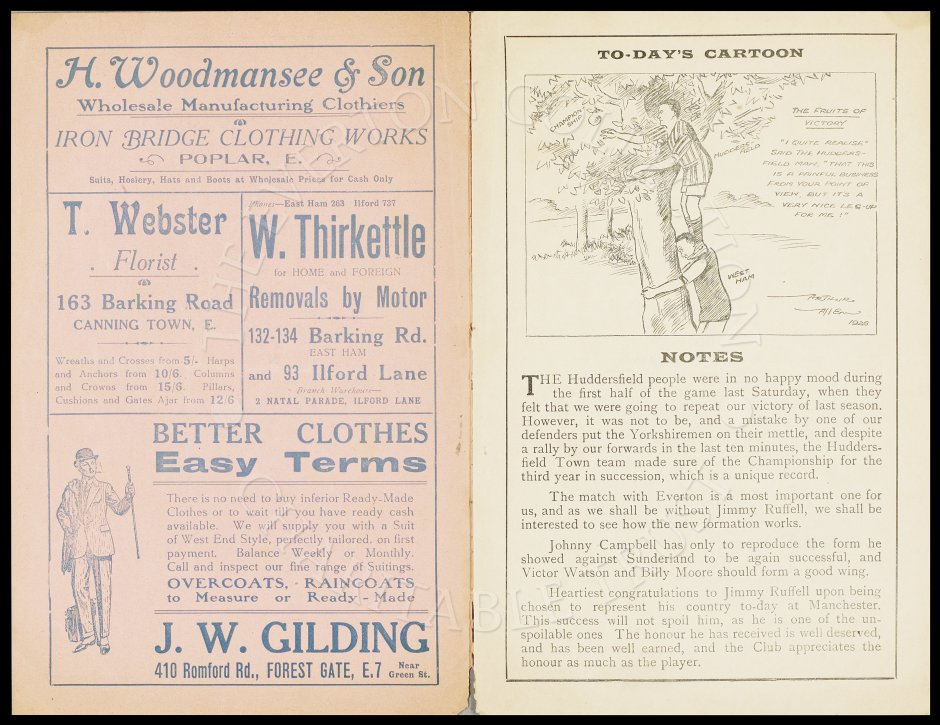 H. Woodmansee & Son
Wholesale Manufacturing Clothiers
IRON BRIDGE CLOTHING WORKS
POPLAR, E.
Suits, Hosiery, Hats and Boots at Wholesale Prices for Cash Only
T. Webster
. Florist .
163 Barking Road
CANNING TOWN, E.
Wreaths and Crosses from 5/- Harps
and Anchors from 10/6. Columns
and Crowns from 15/6. Pillars,
Cushions and Gates Ajar from 12/6
Phones—East Ham 283 Ilford 737
W. Thirkettle
for HOME and FOREIGN
Removals by Motor
132-134 Barking Rd.
EAST HAM
and 93 Ilford Lane
Branch Warehouse—
2 NATAL PARADE, ILFORD LANE
BETTER CLOTHES
Easy Terms
There is no need to buy inferior Ready-Made
Clothes or to wait till you have ready cash
available. We will supply you with a Suit
of West End Style, perfectly tailored, on first
payment. Balance Weekly or Monthly.
Call and inspect our fine range of Suitings.
OVERCOATS, RAINCOATS
to Measure or Ready-Made
J. W. GILDING
410 Romford Rd., FOREST GATE, E.7 Near
Green St.
TO-DAY'S CARTOON
CHAMPION
SHIP
HUDDERS-
FIELD
THE FRUITS OF
VICTORY
"I QUITE REALISE"
SAID THE HUDDERS-
FIELD MAN, "THAT THIS
IS A PAINFUL BUSINESS
FROM YOUR POINT OF
VIEW, BUT IT'S A
VERY NICE LEG-UP
FOR ME!"
WEST
HAM
ARTHUR
ALLEN
1926
NOTES
THE Huddersfield people were in no happy mood during
the first half of the game last Saturday, when they
felt that we were going to repeat our victory of last season.
However, it was not to be, and a mistake by one of our
defenders put the Yorkshiremen on their mettle, and despite
a rally by our forwards in the last ten minutes, the Hudders-
field Town team made sure of the Championship for the
third year in succession, which is a unique record.
The match with Everton is a most important one for
us, and as we shall be without Jimmy Ruffell, we shall be
interested to see how the new formation works.
Johnny Campbell has only to reproduce the form he
showed against Sunderland to be again successful, and
Victor Watson and Billy Moore should form a good wing.
Heartiest congratulations to Jimmy Ruffell upon being
chosen to represent his country to-day at Manchester.
This success will not spoil him, as he is one of the un-
spoilable ones The honour he has received is well deserved,
and has been well earned, and the Club appreciates the
honour as much as the player.